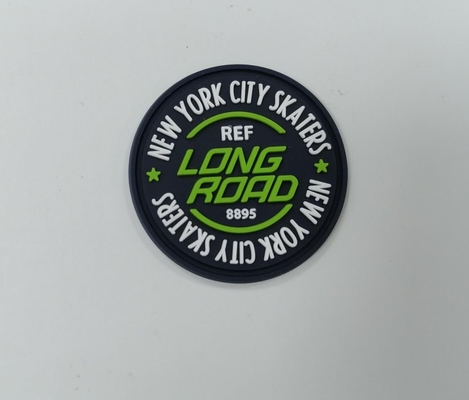 NEW YORK CITY SKATERS
REF
LONG
ROAD
8895
NEW YORK CITY SKATERS